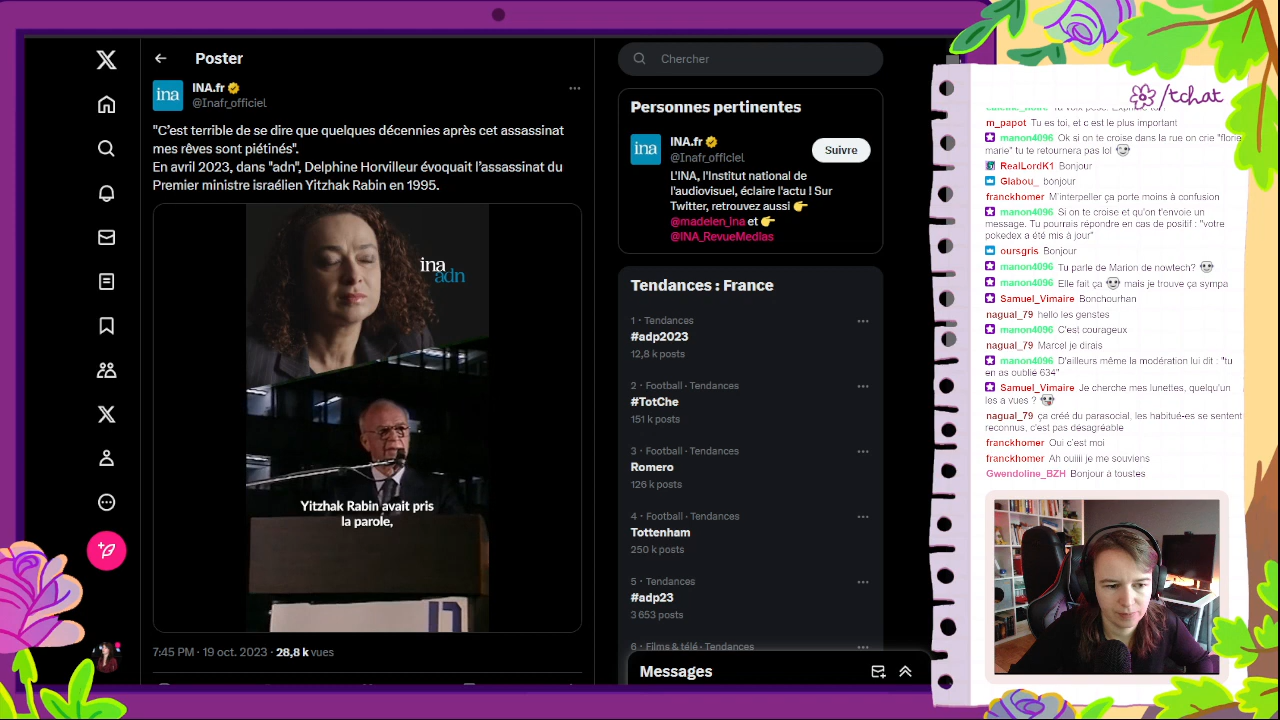 Poster
Chercher
ina
INA.fr
@Inafr_officiel
"C'est terrible de se dire que quelques décennies après cet assassinat
mes rêves sont piétinés".
En avril 2023, dans "adn", Delphine Horvilleur évoquait l'assassinat du
Premier ministre israélien Yitzhak Rabin en 1995.
ina
adn
Yitzhak Rabin avait pris
la parole,
7:45 PM · 19 oct. 2023 · 28,8 k vues
Personnes pertinentes
ina
INA.fr
@Inafr_officiel
Suivre
L'INA, l'Institut national de
l'audiovisuel, éclaire l'actu ! Sur
Twitter, retrouvez aussi
@madelen_ina et
@INA_RevueMedias
Tendances : France
1 · Tendances
#adp2023
12,8 k posts
2 · Football · Tendances
#TotChe
151 k posts
3 · Football · Tendances
Romero
126 k posts
4 · Football · Tendances
Tottenham
250 k posts
5 · Tendances
#adp23
3 653 posts
6 · Films & télé · Tendances
Messages
/tchat
m_papot Tu es toi, et c'est le plus important
manon4096 Ok si on te croise dans la rue on crie "florie
marie" tu te retournera pas lol
RealLordK1 Bonjour
Glabou_ bonjour
franckhomer M'interpeller ça porte moins à confusion
manon4096 Si on te croise et qu'ont t'envoie un
message. Tu pourrais répondre en cas de positif : "votre
pokedex a été mis à jour"
oursgris Bonjour
manon4096 Tu parle de Marion de nowtech?
manon4096 Elle fait ça mais je trouve ça sympa
Samuel_Vimaire Bonchourhan
nagual_79 hello les genstes
manon4096 C'est courageux
nagual_79 Marcel je dirais
manon4096 D'ailleurs même la modération lui dit : "tu
en as oublié 634"
Samuel_Vimaire Je cherche mes lunettes, quelqu'un
les a vues ?
nagual_79 ça créé du parasocial, les habitué-es se sentent
reconnus, c'est pas désagréable
franckhomer Oui c'est moi
franckhomer Ah ouiiii je me souviens
Gwendoline_BZH Bonjour à toustes